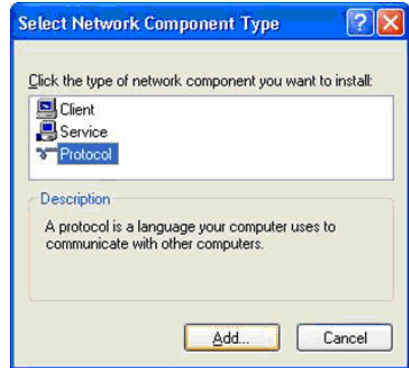 Select Network Component Type
Click the type of network component you want to install:
Client
Service
Protocol
Description
A protocol is a language your computer uses to
communicate with other computers.
Add...
Cancel